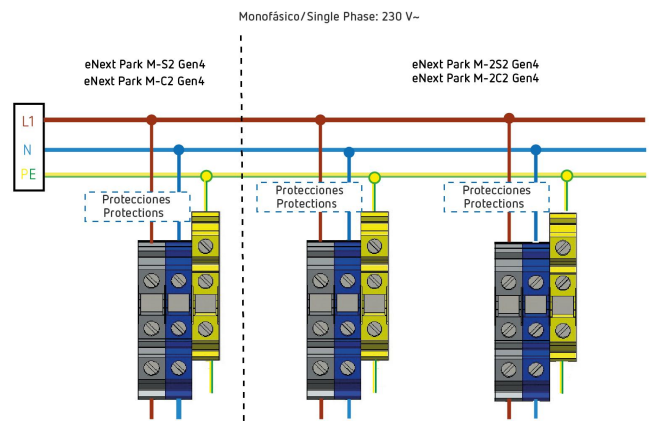 Monofásico/Single Phase: 230 V~
eNext Park M-S2 Gen4
eNext Park M-C2 Gen4
eNext Park M-2S2 Gen4
eNext Park M-2C2 Gen4
L1
N
PE
Protecciones
Protections
Protecciones
Protections
Protecciones
Protections